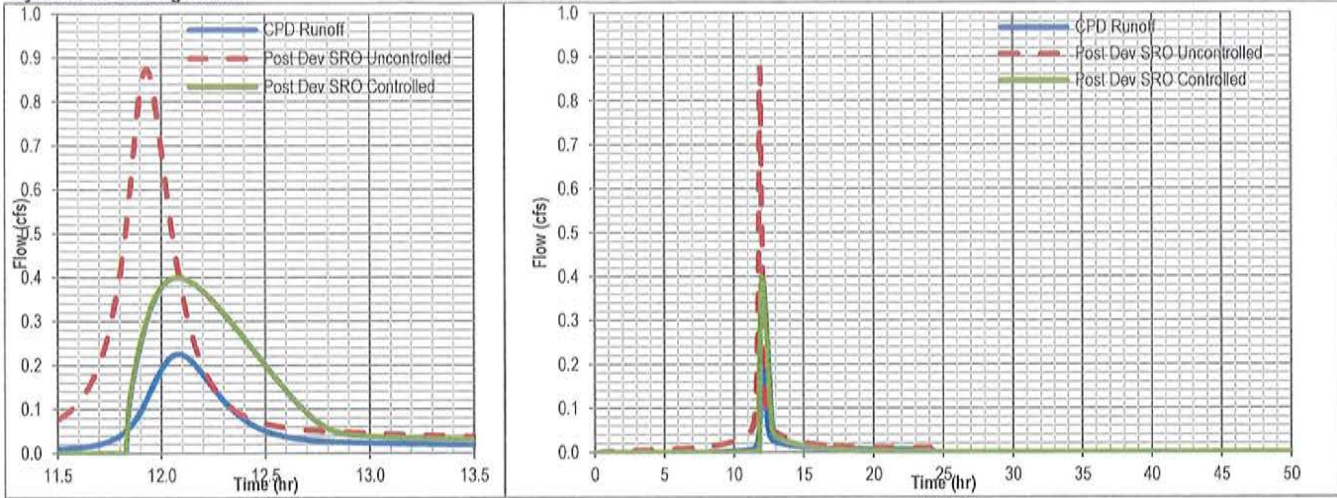 1.0
0.9
0.8
0.7
0.6
0.5
0.4
0.3
0.2
0.1
0.0
Flow (cfs)
11.5 12.0 12.5 13.0 13.5
Time (hr)
CPD Runoff
Post Dev SRO Uncontrolled
Post Dev SRO Controlled
1.0
0.9
0.8
0.7
0.6
0.5
0.4
0.3
0.2
0.1
0.0
Flow (cfs)
0 5 10 15 20 25 30 35 40 45 50
Time (hr)
CPD Runoff
Post Dev SRO Uncontrolled
Post Dev SRO Controlled